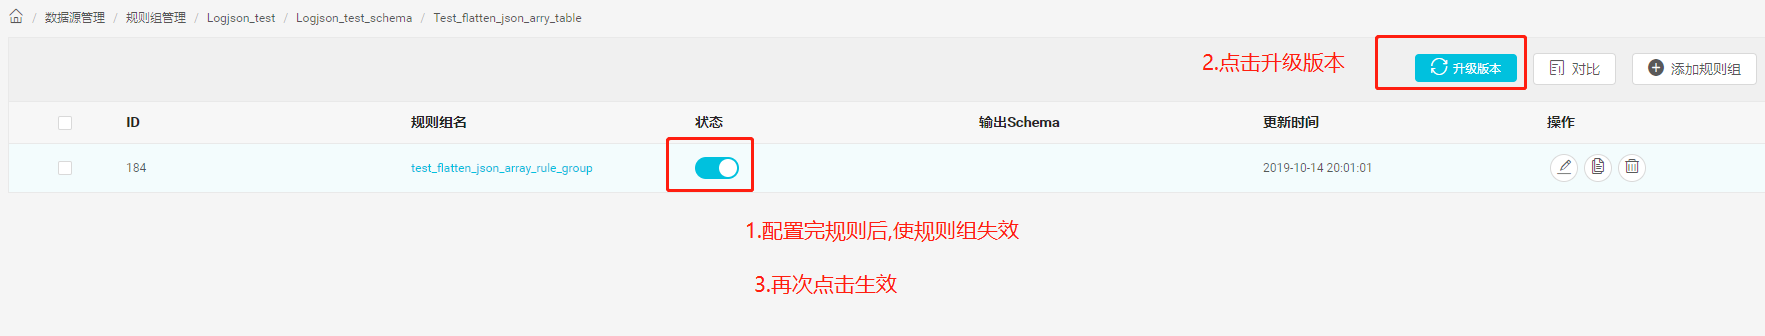 / 数据源管理 / 规则组管理 / Logjson_test / Logjson_test_schema / Test_flatten_json_arry_table
2.点击升级版本 升级版本 对比 添加规则组
ID 规则组名 状态 输出Schema 更新时间 操作
184 test_flatten_json_array_rule_group 2019-10-14 20:01:01
1.配置完规则后,使规则组失效
3.再次点击生效